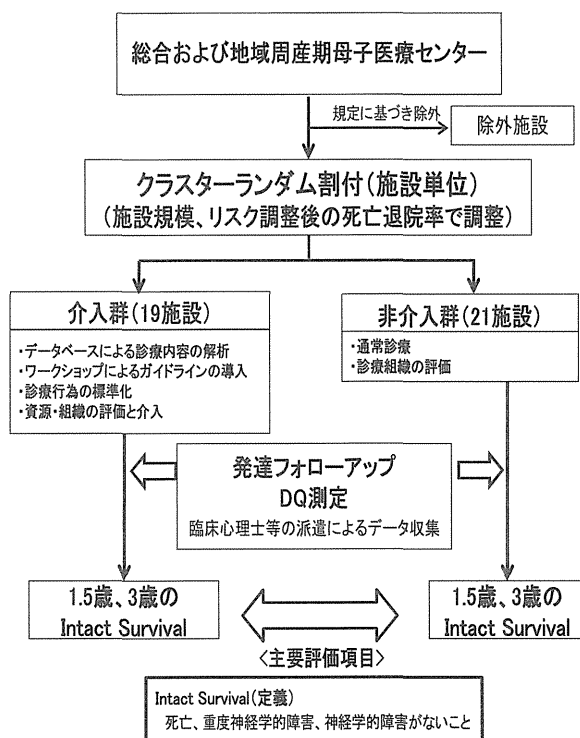 総合および地域周産期母子医療センター
規定に基づき除外
除外施設
クラスターランダム割付(施設単位)
(施設規模、リスク調整後の死亡退院率で調整)
介入群(19施設)
・データベースによる診療内容の解析
・ワークショップによるガイドラインの導入
・診療行為の標準化
・資源・組織の評価と介入
非介入群(21施設)
・通常診療
・診療組織の評価
発達フォローアップ
DQ測定
臨床心理士等の派遣によるデータ収集
1.5歳、3歳の
Intact Survival
1.5歳、3歳の
Intact Survival
<主要評価項目>
Intact Survival(定義)
死亡、重度神経学的障害、神経学的障害がないこと